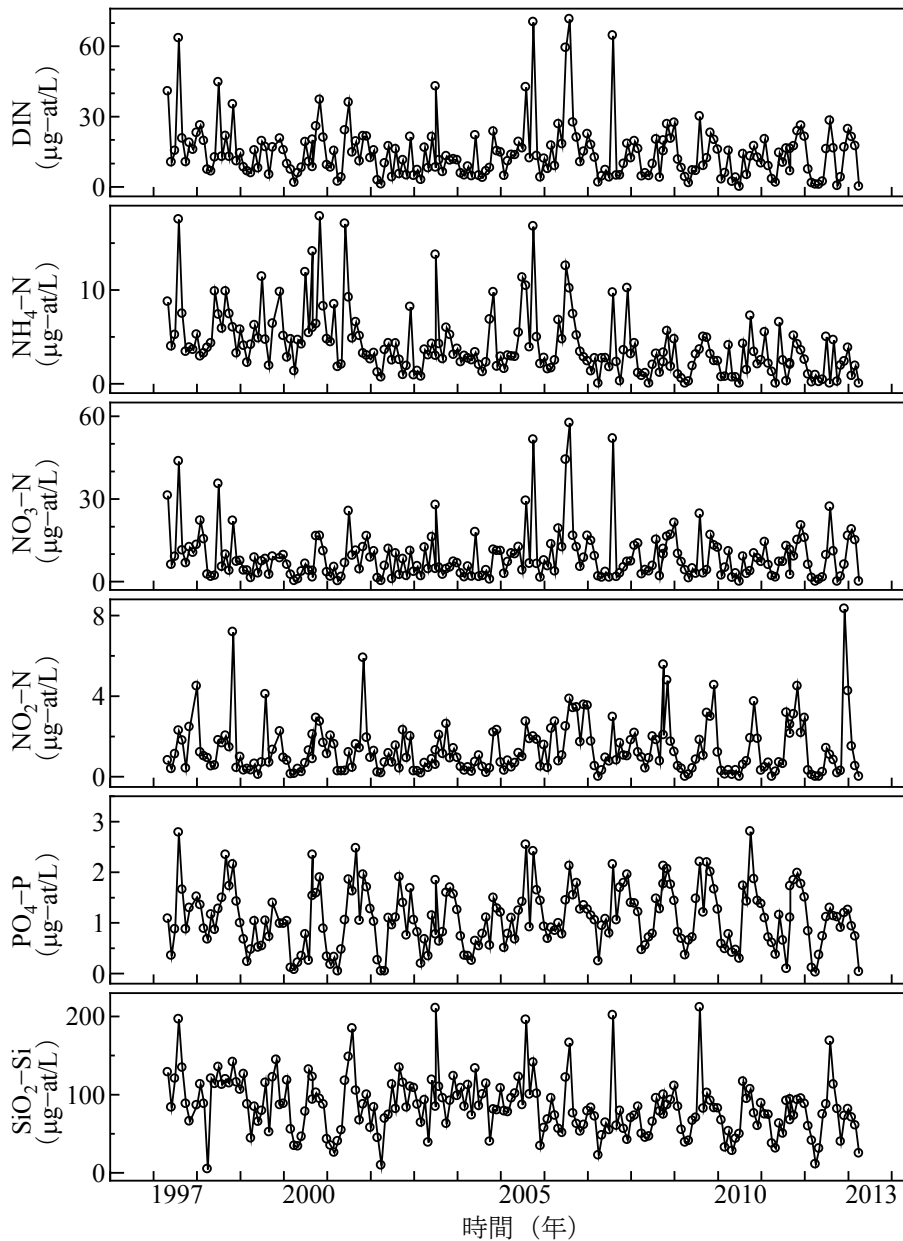 DIN
(μg−at/L)
60
30
0
NH₄−N
(μg−at/L)
10
0
NO₃−N
(μg−at/L)
60
30
0
NO₂−N
(μg−at/L)
8
4
0
PO₄−P
(μg−at/L)
3
2
1
0
SiO₂−Si
(μg−at/L)
200
100
0
1997 2000 2005 2010 2013
時間（年）